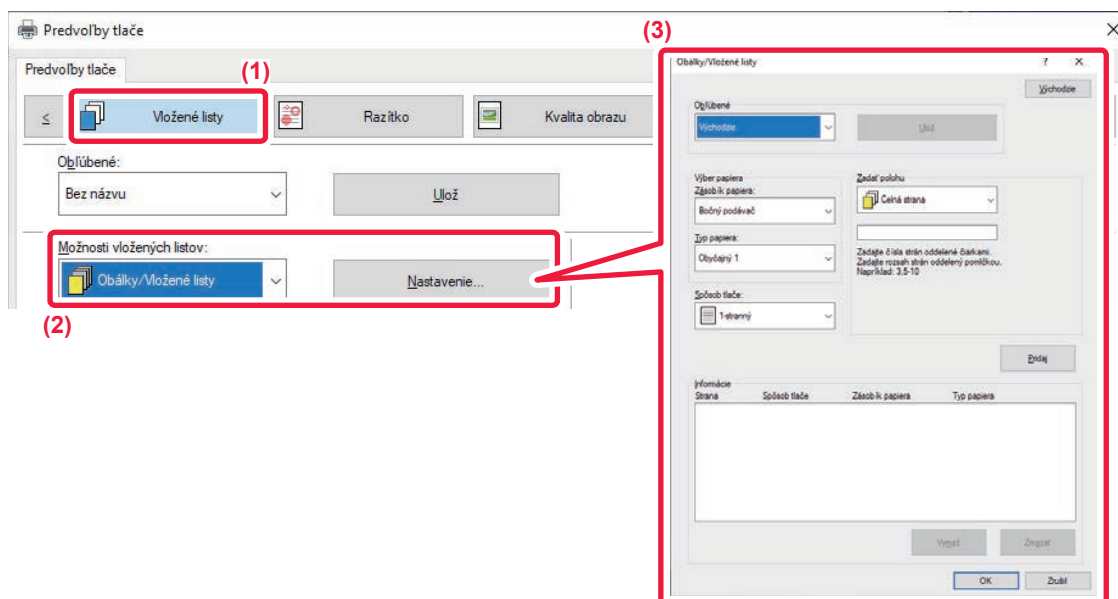 Predvoľby tlače
Predvoľby tlače
(1)
<
Vložené listy
Razítko
Kvalita obrazu
Obľúbené:
Bez názvu
Ulož
Možnosti vložených listov:
Obálky/Vložené listy
Nastavenie...
(2)
(3)
Obálky/Vložené listy
?
Východzie
Obľúbené
Východzie
Ulož
Výber papiera
Zásobík papiera:
Bočný podávač
Typ papiera:
Obyčajný 1
Spôsob tlače:
1-stranný
Zadať polohu
Čelná strana
Zadajte čísla strán oddelené čiarkami.
Zadajte rozsah strán oddelený pomlčkou.
Napríklad: 3,5-10
Pridaj
Informácie
Strana Spôsob tlače Zásobík papiera Typ papiera
Vymaž
Zmazať
OK
Zrušiť